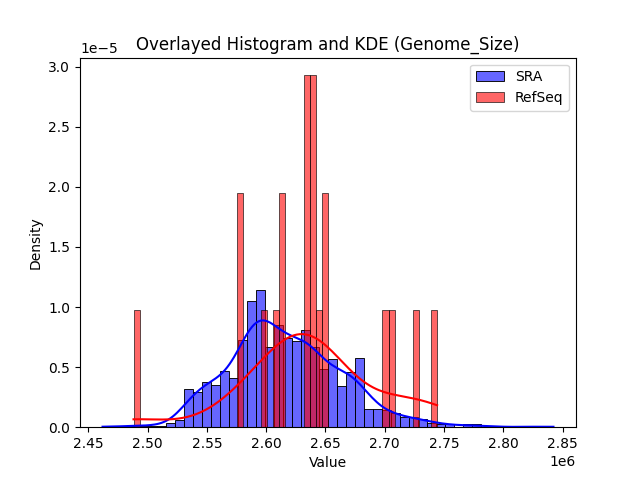 Overlayed Histogram and KDE (Genome_Size)
1e−5
SRA
RefSeq
3.0
2.5
2.0
1.5
1.0
0.5
0.0
Density
2.45
2.50
2.55
2.60
2.65
2.70
2.75
2.80
2.85
Value
1e6